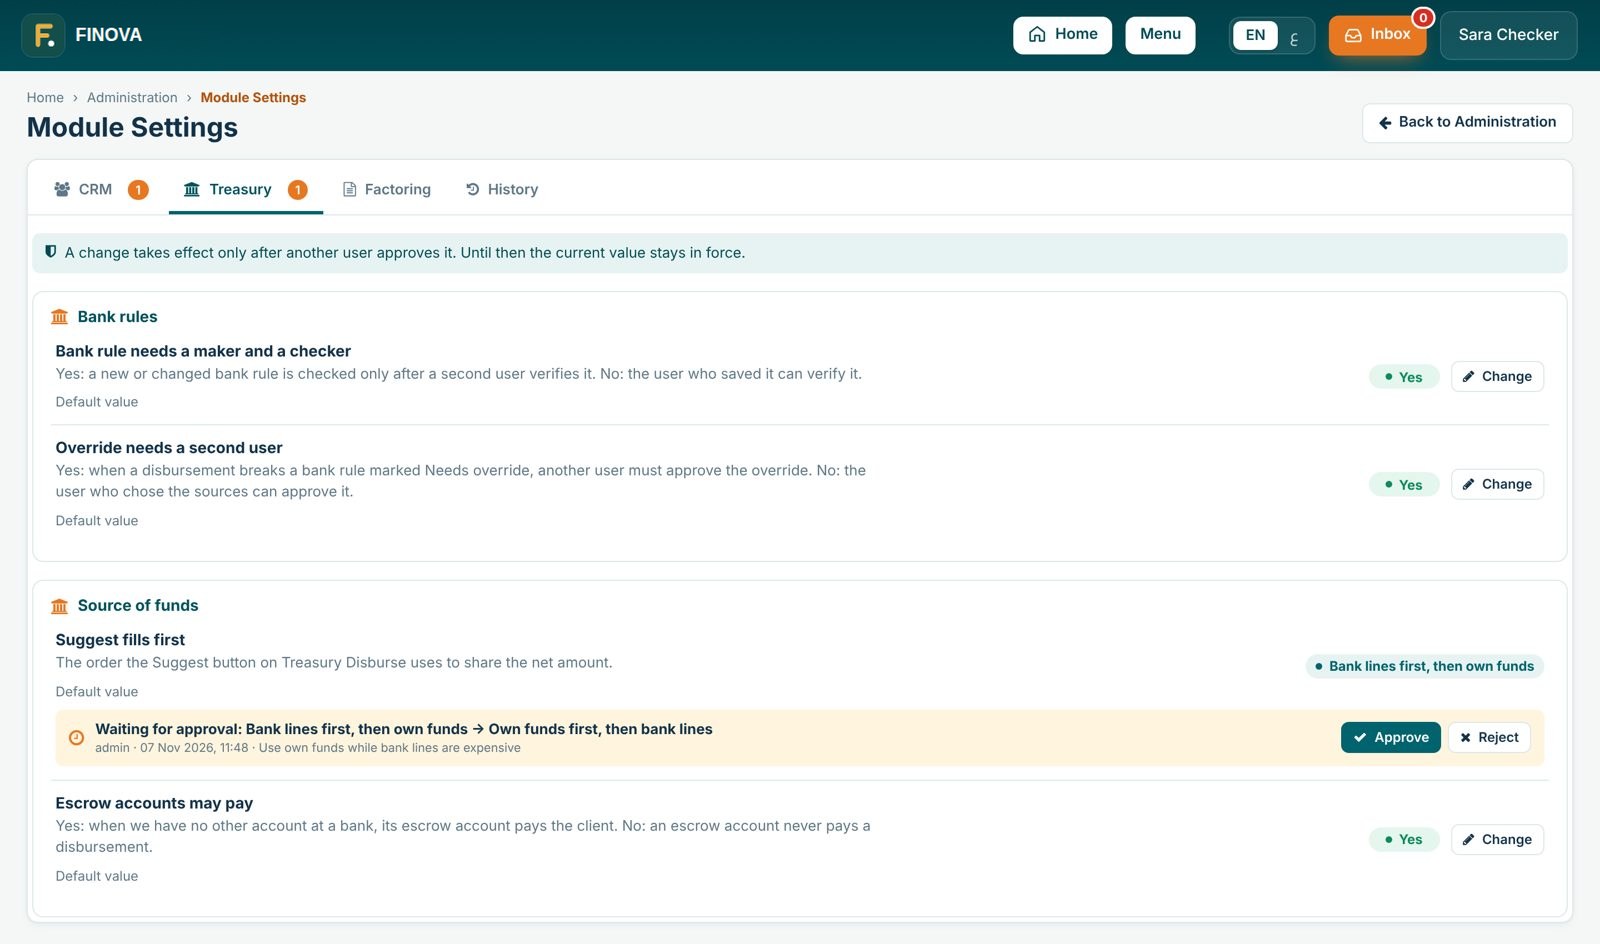 F.
FINOVA
Home
Menu
EN
ع
Inbox
0
Sara Checker
Home › Administration › Module Settings
Module Settings
Back to Administration
CRM 1
Treasury 1
Factoring
History
A change takes effect only after another user approves it. Until then the current value stays in force.
Bank rules
Bank rule needs a maker and a checker
Yes: a new or changed bank rule is checked only after a second user verifies it. No: the user who saved it can verify it.
Default value
Yes
Change
Override needs a second user
Yes: when a disbursement breaks a bank rule marked Needs override, another user must approve the override. No: the
user who chose the sources can approve it.
Default value
Yes
Change
Source of funds
Suggest fills first
The order the Suggest button on Treasury Disburse uses to share the net amount.
Default value
Bank lines first, then own funds
Waiting for approval: Bank lines first, then own funds → Own funds first, then bank lines
admin · 07 Nov 2026, 11:48 · Use own funds while bank lines are expensive
Approve
Reject
Escrow accounts may pay
Yes: when we have no other account at a bank, its escrow account pays the client. No: an escrow account never pays a
disbursement.
Default value
Yes
Change